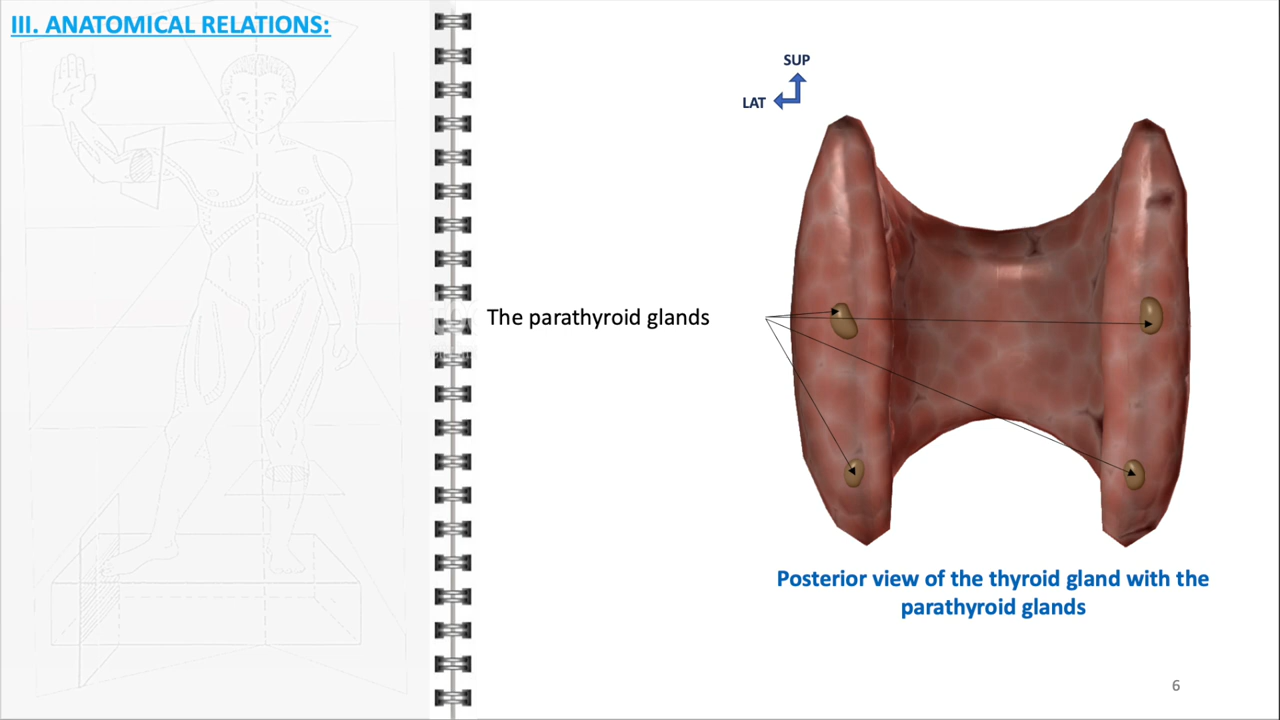 III. ANATOMICAL RELATIONS:
SUP
LAT
The parathyroid glands
Posterior view of the thyroid gland with the
parathyroid glands
6